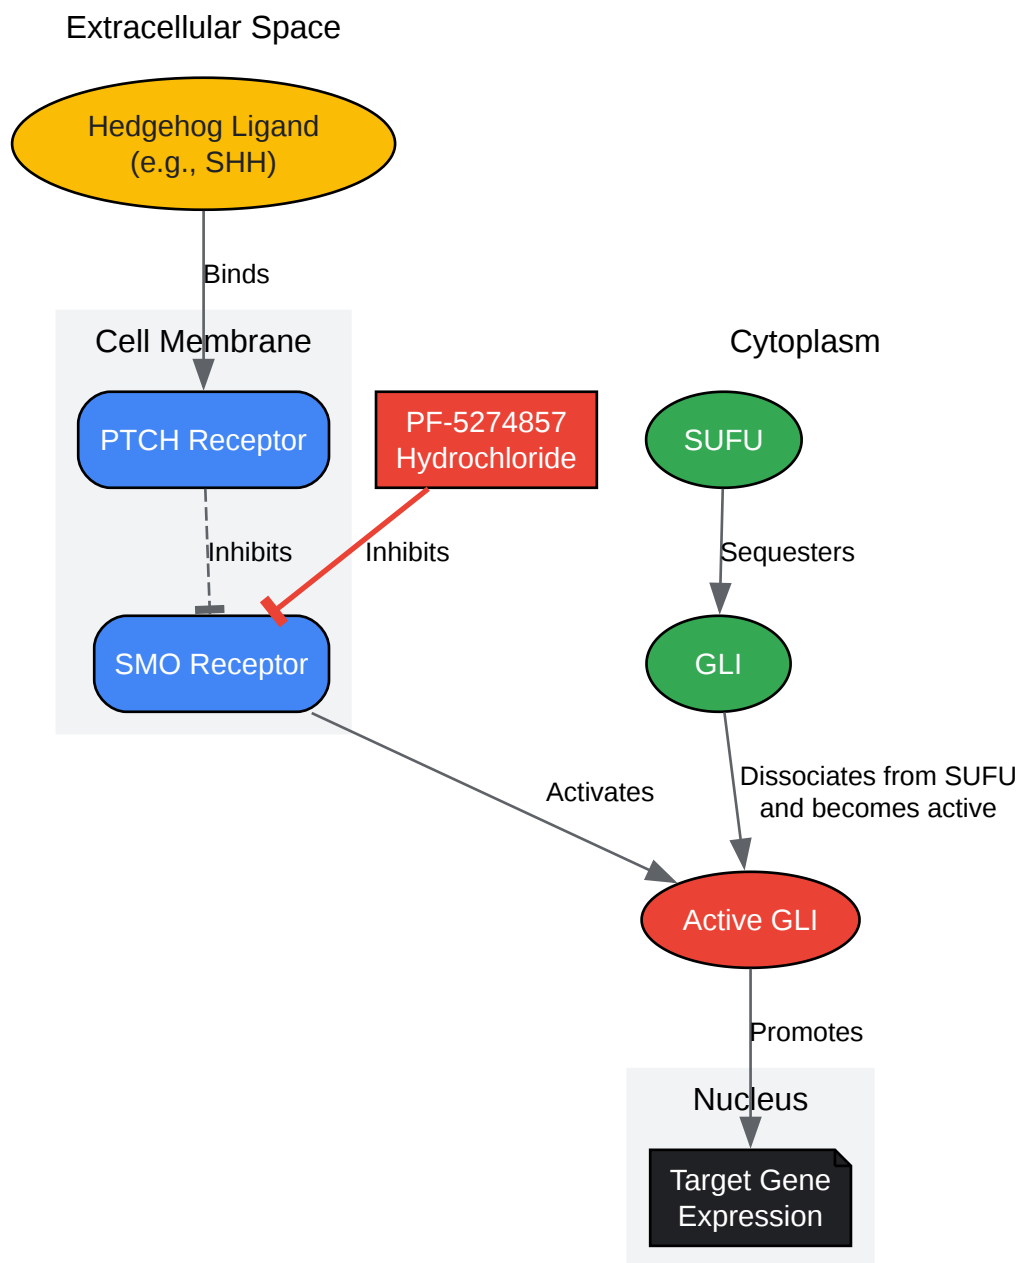 Extracellular Space
Hedgehog Ligand
(e.g., SHH)
Binds
Cell Membrane
Cytoplasm
PTCH Receptor
PF-5274857
Hydrochloride
SUFU
Inhibits
Inhibits
Sequesters
SMO Receptor
GLI
Activates
Dissociates from SUFU
and becomes active
Active GLI
Promotes
Nucleus
Target Gene
Expression